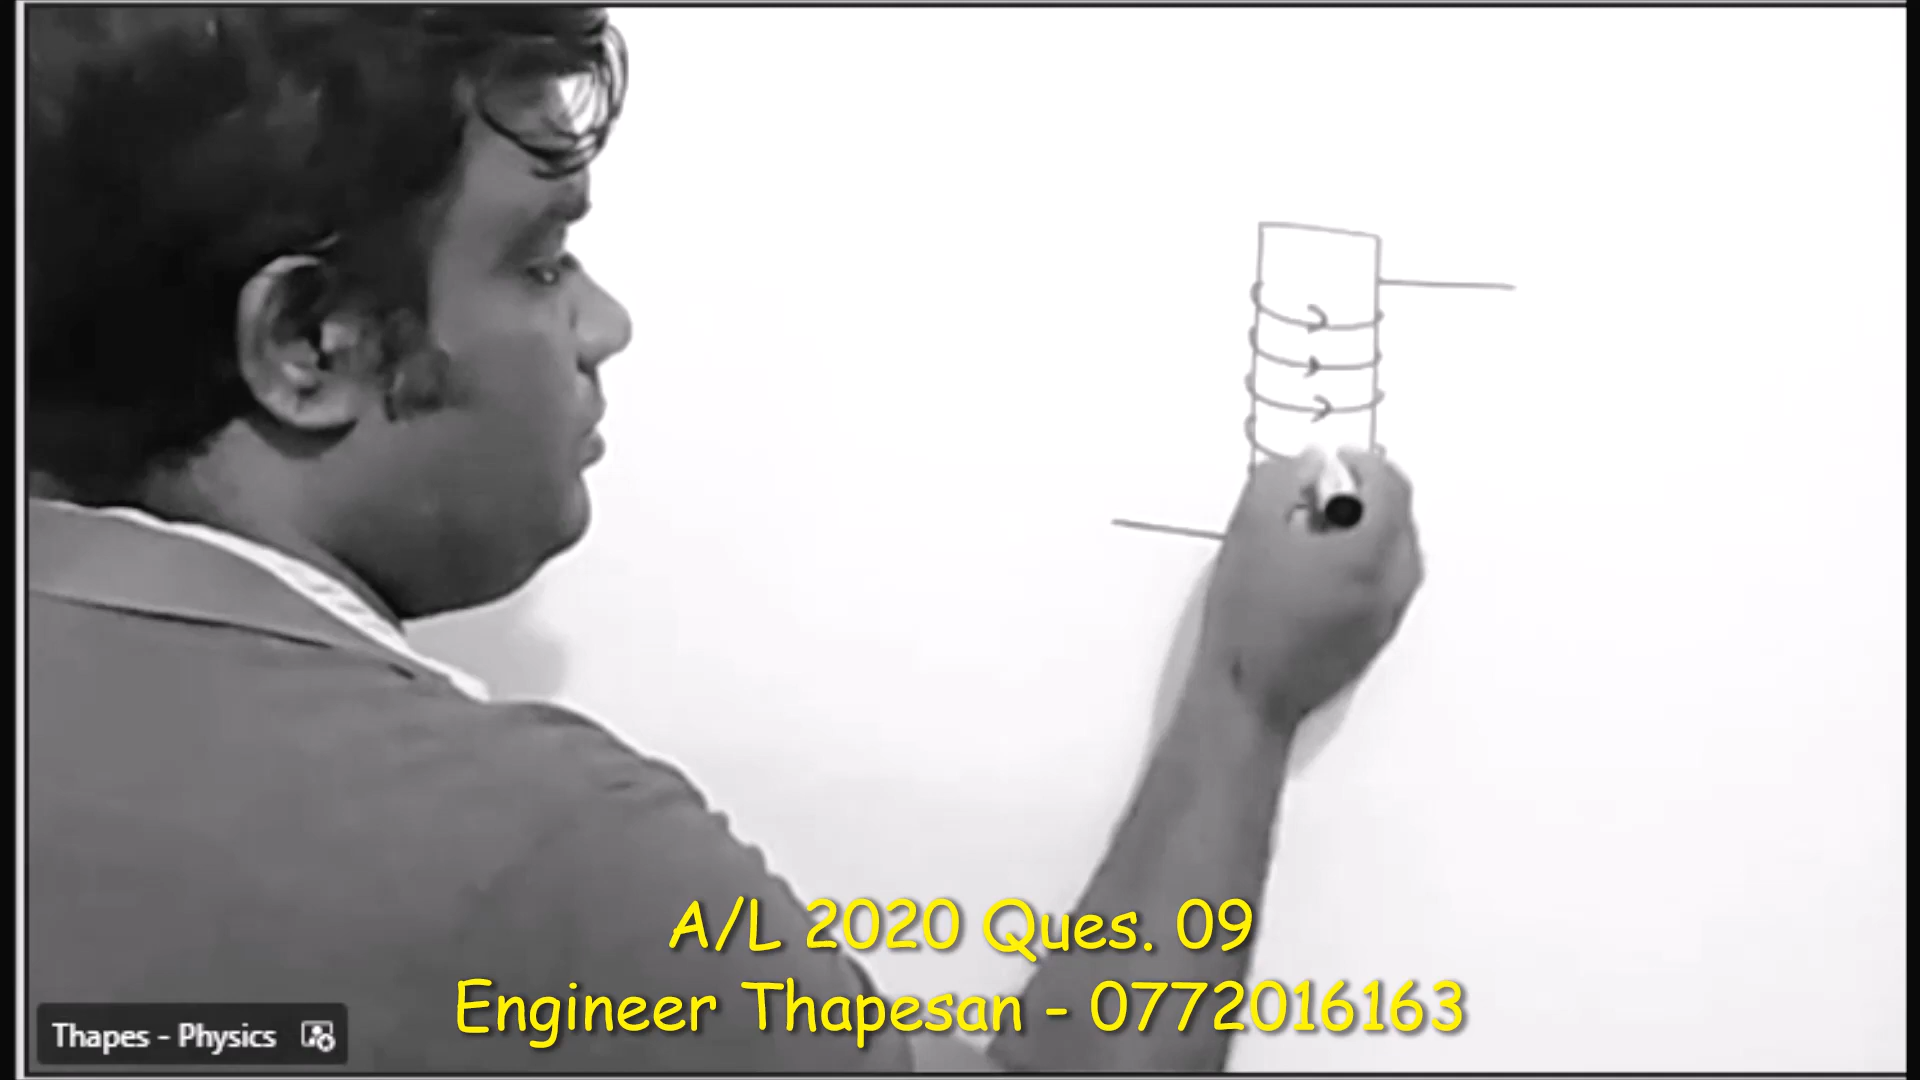 A/L 2020 Ques. 09
Engineer Thapesan - 0772016163
Thapes - Physics